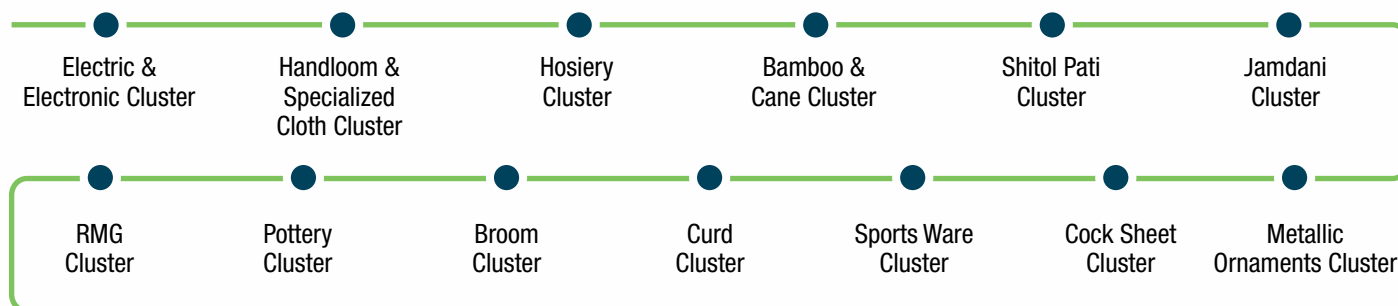 Electric &
Electronic Cluster
Handloom &
Specialized
Cloth Cluster
Hosiery
Cluster
Bamboo &
Cane Cluster
Shitol Pati
Cluster
Jamdani
Cluster
RMG
Cluster
Pottery
Cluster
Broom
Cluster
Curd
Cluster
Sports Ware
Cluster
Cock Sheet
Cluster
Metallic
Ornaments Cluster